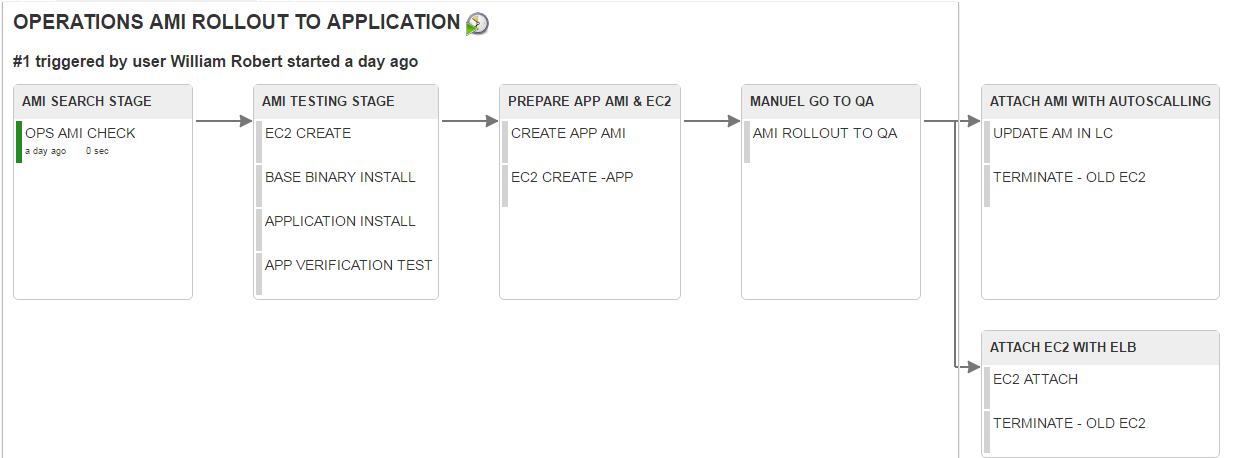 OPERATIONS AMI ROLLOUT TO APPLICATION
#1 triggered by user William Robert started a day ago
AMI SEARCH STAGE
OPS AMI CHECK
a day ago 0 sec
AMI TESTING STAGE
EC2 CREATE
BASE BINARY INSTALL
APPLICATION INSTALL
APP VERIFICATION TEST
PREPARE APP AMI & EC2
CREATE APP AMI
EC2 CREATE -APP
MANUEL GO TO QA
AMI ROLLOUT TO QA
ATTACH AMI WITH AUTOSCALLING
UPDATE AM IN LC
TERMINATE - OLD EC2
ATTACH EC2 WITH ELB
EC2 ATTACH
TERMINATE - OLD EC2